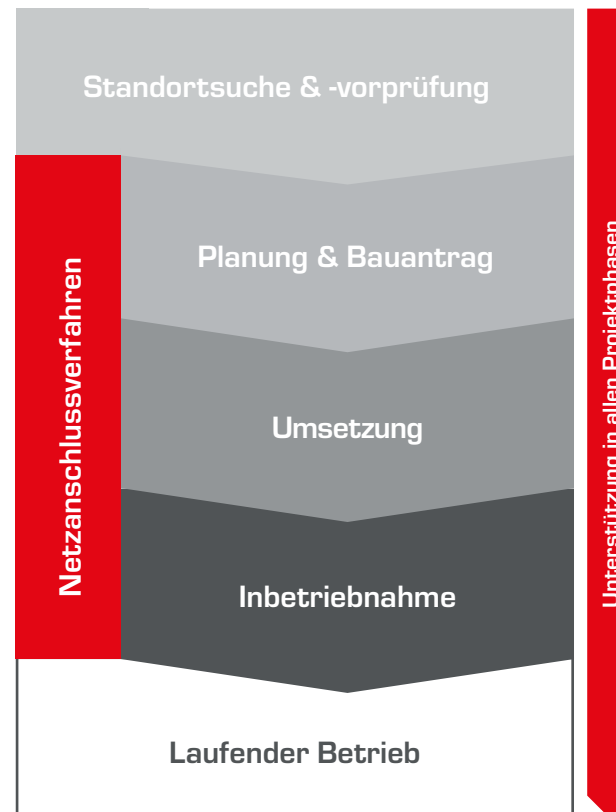 Standortsuche & -vorprüfung
Planung & Bauantrag
Umsetzung
Inbetriebnahme
Laufender Betrieb
Netzanschlussverfahren
Unterstützung in allen Projektphasen